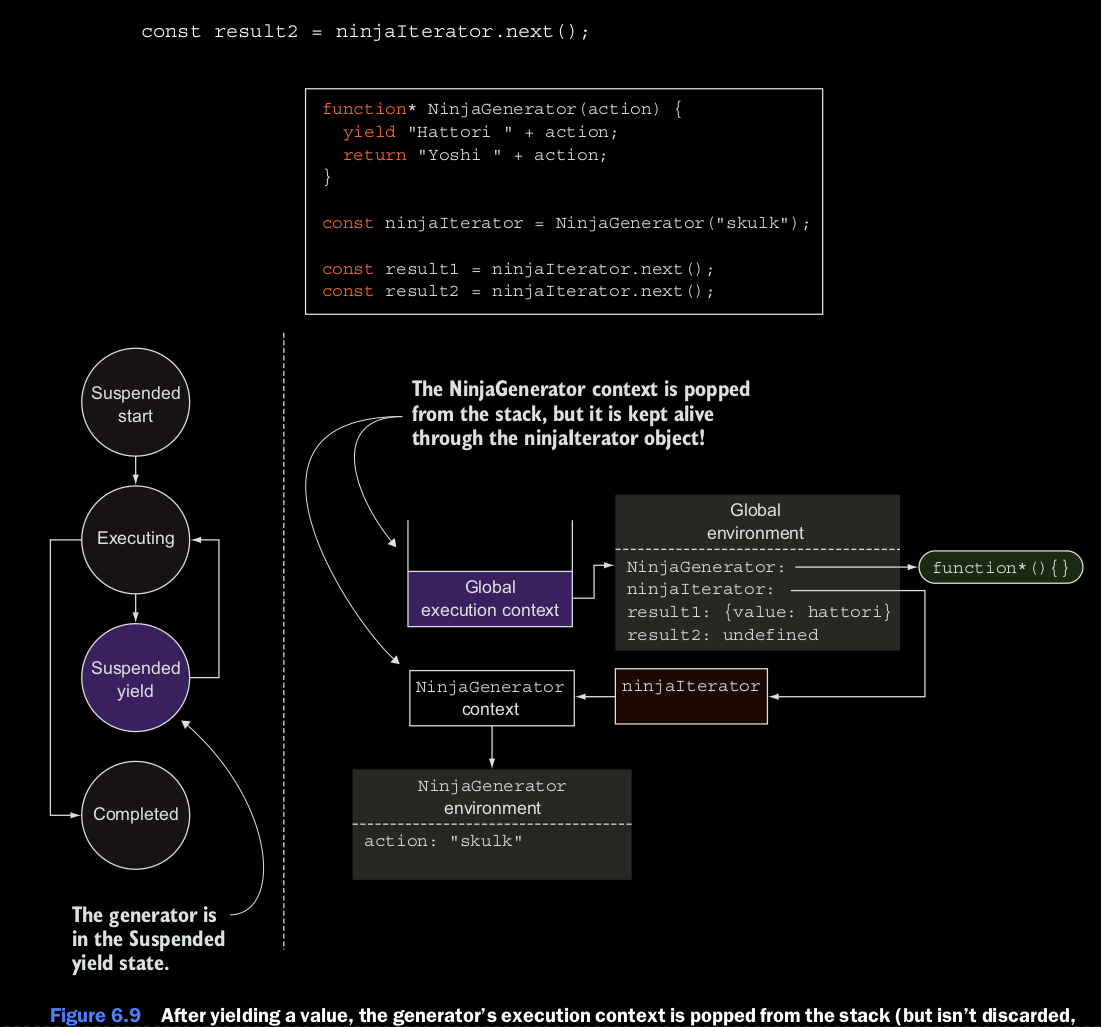 const result2 = ninjaIterator.next();
function* NinjaGenerator(action) {
yield "Hattori " + action;
return "Yoshi " + action;
}
const ninjaIterator = NinjaGenerator("skulk");
const result1 = ninjaIterator.next();
const result2 = ninjaIterator.next();
Suspended
start
Executing
Suspended
yield
Completed
The generator is
in the Suspended
yield state.
The NinjaGenerator context is popped
from the stack, but it is kept alive
through the ninjaIterator object!
Global
execution context
Global
environment
NinjaGenerator:
ninjaIterator:
result1: {value: hattori}
result2: undefined
function*(){}
NinjaGenerator
context
ninjaIterator
NinjaGenerator
environment
action: "skulk"
Figure 6.9 After yielding a value, the generator's execution context is popped from the stack (but isn't discarded,